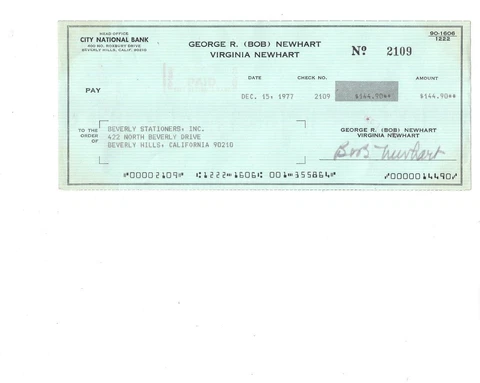 HEAD OFFICE
CITY NATIONAL BANK
400 NO. ROXBURY DRIVE
BEVERLY HILLS, CALIF. 90210
GEORGE R. (BOB) NEWHART
VIRGINIA NEWHART
Nº 2109
90-1606
1222
DATE CHECK NO. AMOUNT
PAY DEC. 15, 1977 2109 $144.90** $144.90**
TO THE
ORDER
OF
BEVERLY STATIONERS, INC.
422 NORTH BEVERLY DRIVE
BEVERLY HILLS, CALIFORNIA 90210
GEORGE R. (BOB) NEWHART
VIRGINIA NEWHART
Bob Newhart
⑈00002109⑈ ⑆1222⑉1606⑆ 001⑉355864⑈ ⑇0000014490⑇